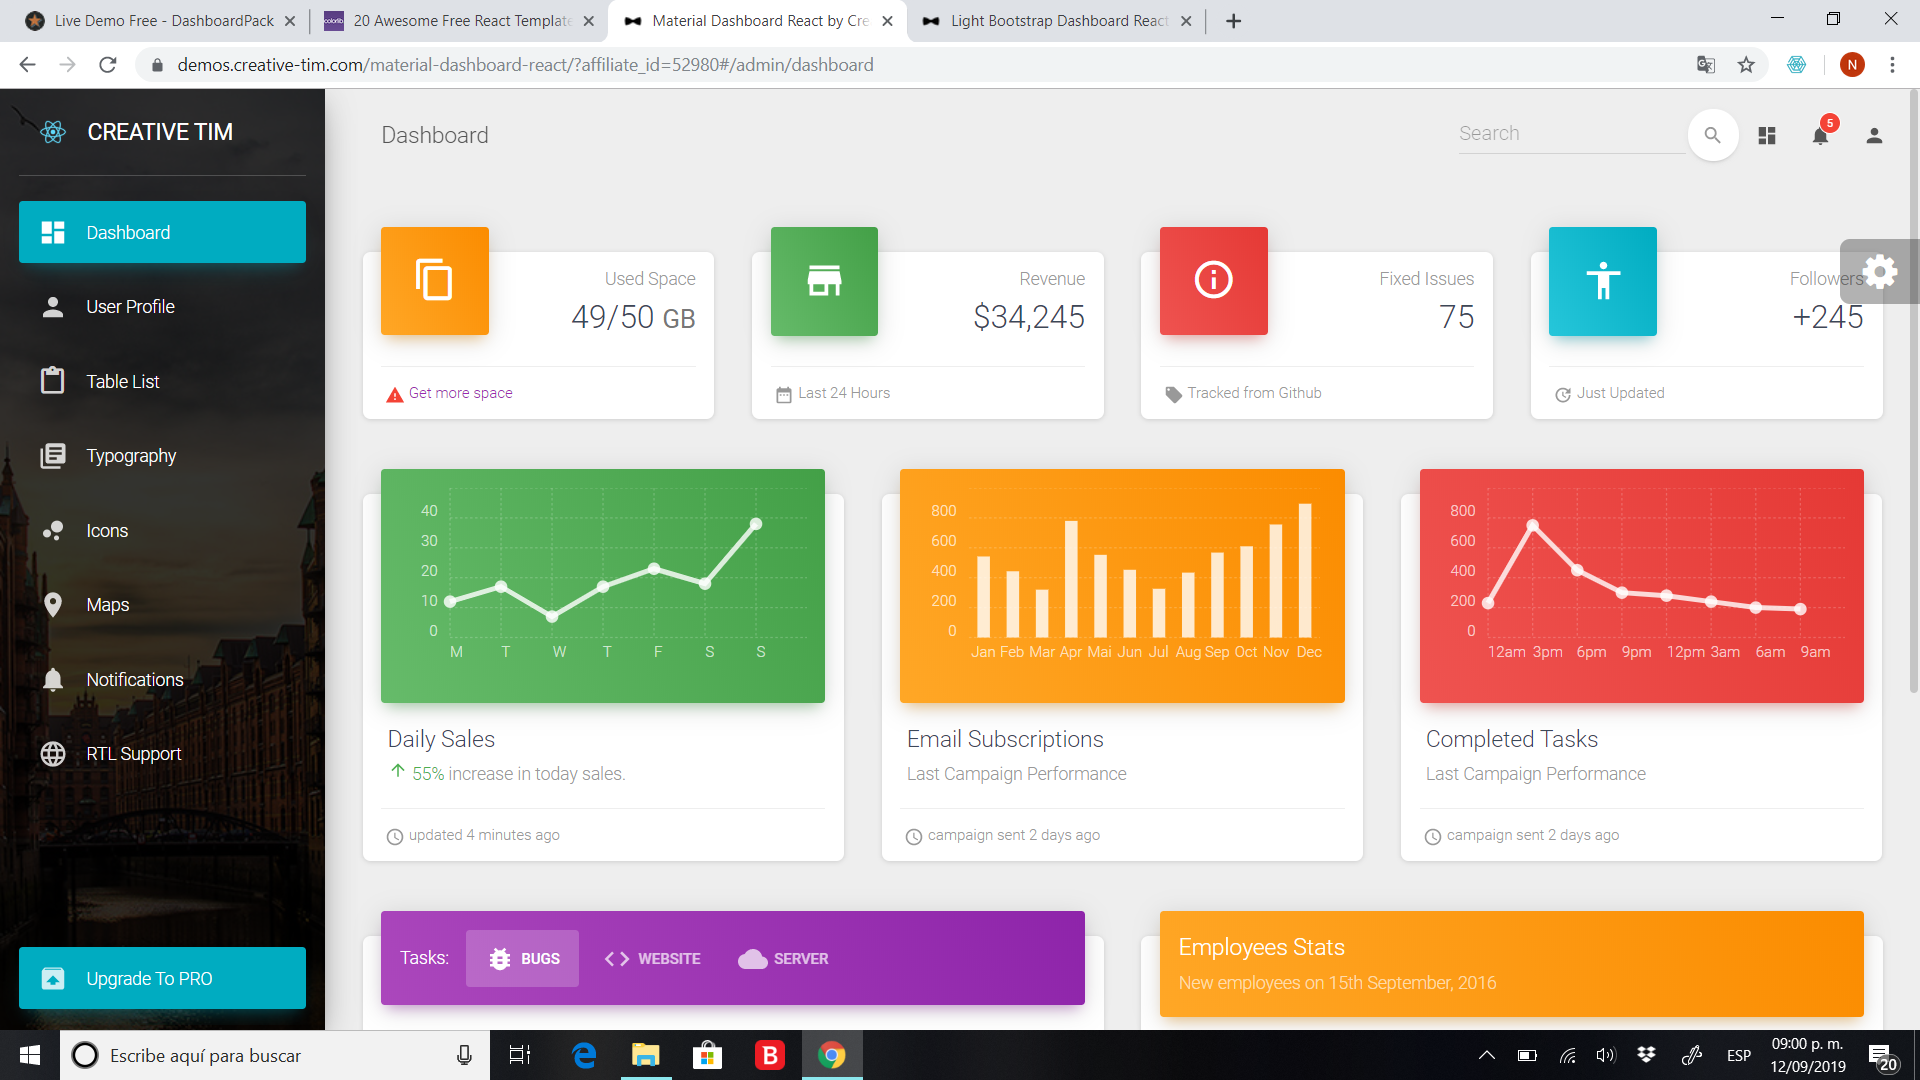 Live Demo Free - DashboardPack
colorlib
20 Awesome Free React Template
Material Dashboard React by Cre
Light Bootstrap Dashboard React
demos.creative-tim.com/material-dashboard-react/?affiliate_id=52980#/admin/dashboard
N
CREATIVE TIM
Dashboard
User Profile
Table List
Typography
Icons
Maps
Notifications
RTL Support
Upgrade To PRO
Dashboard
Search
5
Used Space
49/50 GB
Get more space
Revenue
$34,245
Last 24 Hours
Fixed Issues
75
Tracked from Github
Followers
+245
Just Updated
40
30
20
10
0
M T W T F S S
Daily Sales
55% increase in today sales.
updated 4 minutes ago
800
600
400
200
0
Jan Feb Mar Apr Mai Jun Jul Aug Sep Oct Nov Dec
Email Subscriptions
Last Campaign Performance
campaign sent 2 days ago
800
600
400
200
0
12am 3pm 6pm 9pm 12pm 3am 6am 9am
Completed Tasks
Last Campaign Performance
campaign sent 2 days ago
Tasks: BUGS WEBSITE SERVER
Employees Stats
New employees on 15th September, 2016
Escribe aquí para buscar
B
ESP
09:00 p. m.
12/09/2019
20